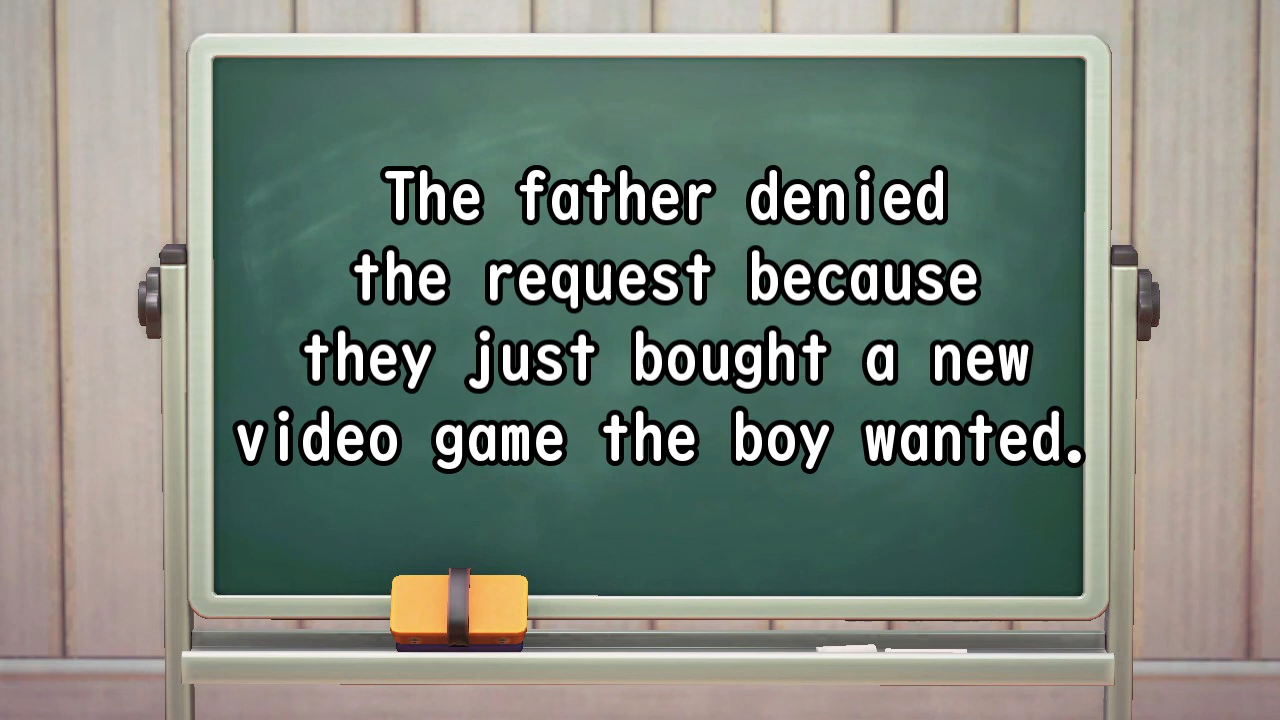 The father denied
the request because
they just bought a new
video game the boy wanted.